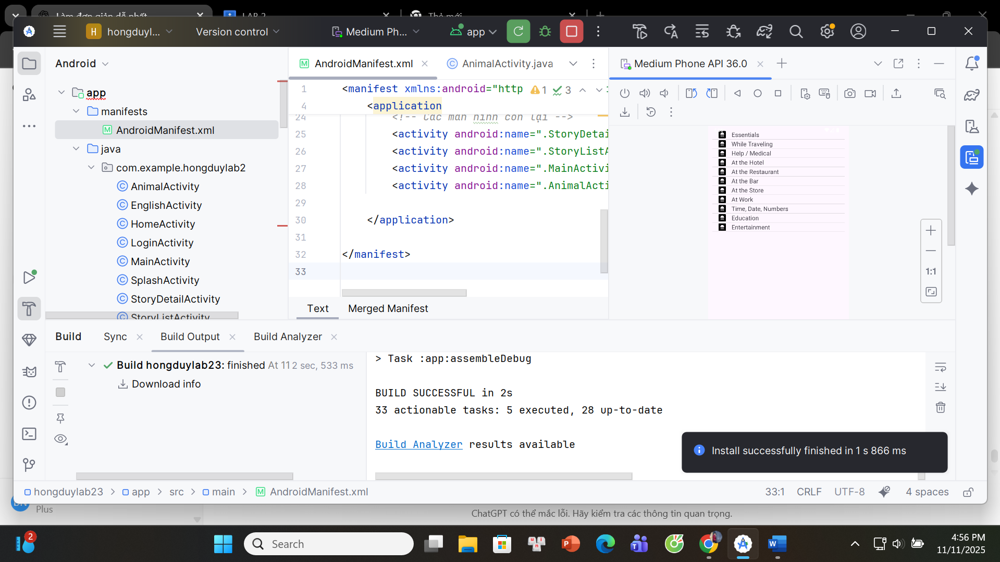 Làm đơn giản dễ nhất
LAB 2
Thẻ mới
H hongduyl...
Version control
Medium Ph...
app
Android
AndroidManifest.xml
AnimalActivity.java
Medium Phone API 36.0
app
manifests
AndroidManifest.xml
java
com.example.hongduylab2
AnimalActivity
EnglishActivity
HomeActivity
LoginActivity
MainActivity
SplashActivity
StoryDetailActivity
StoryListActivity
1 <manifest xmlns:android="http
1 3
4 <application
24 <!-- Các màn hình còn lại -->
25 <activity android:name=".StoryDetai
26 <activity android:name=".StoryListA
27 <activity android:name=".MainActivi
28 <activity android:name=".AnimalActi
29
30 </application>
31
32 </manifest>
33
Text Merged Manifest
Essentials
While Traveling
Help / Medical
At the Hotel
At the Restaurant
At the Bar
At the Store
At Work
Time, Date, Numbers
Education
Entertainment
1:1
Build Sync Build Output Build Analyzer
Build hongduylab23: finished At 11 2 sec, 533 ms
Download info
> Task :app:assembleDebug
BUILD SUCCESSFUL in 2s
33 actionable tasks: 5 executed, 28 up-to-date
Build Analyzer results available
Install successfully finished in 1 s 866 ms
hongduylab23 > app > src > main > AndroidManifest.xml
33:1 CRLF UTF-8 4 spaces
DN
Plus
ChatGPT có thể mắc lỗi. Hãy kiểm tra các thông tin quan trọng.
2
Search
4:56 PM
11/11/2025